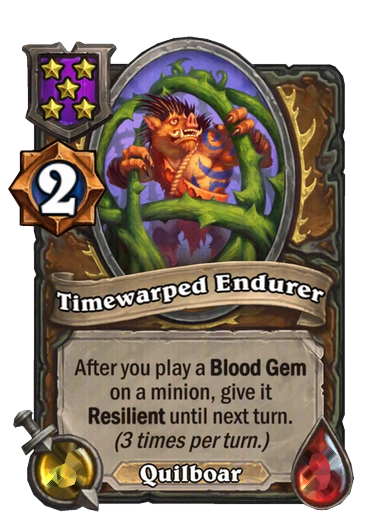 2
Timewarped Endurer
After you play a Blood Gem
on a minion, give it
Resilient until next turn.
(3 times per turn.)
Quilboar